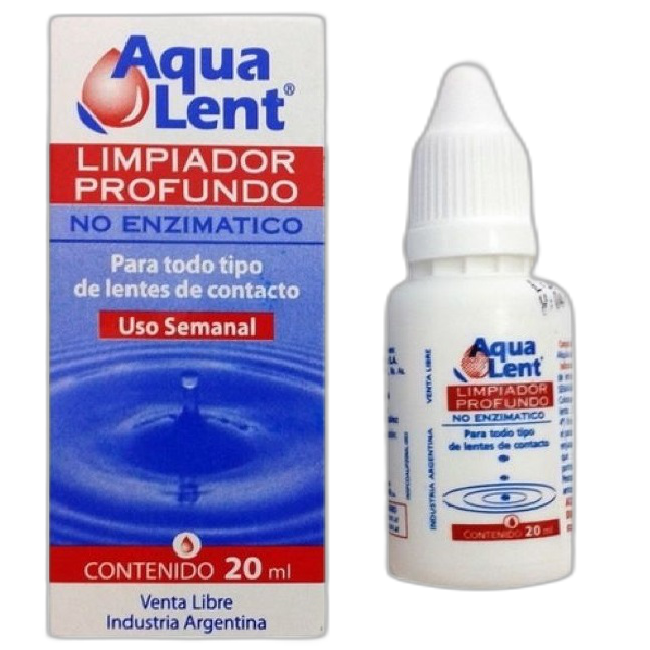 Aqua
Lent®
LIMPIADOR
PROFUNDO
NO ENZIMATICO
Para todo tipo
de lentes de contacto
Uso Semanal
CONTENIDO 20 ml
Venta Libre
Industria Argentina
Aqua
Lent
LIMPIADOR
PROFUNDO
NO ENZIMATICO
Para todo tipo
de lentes de contacto
CONTENIDO 20 ml
INDUSTRIA ARGENTINA
VENTA LIBRE